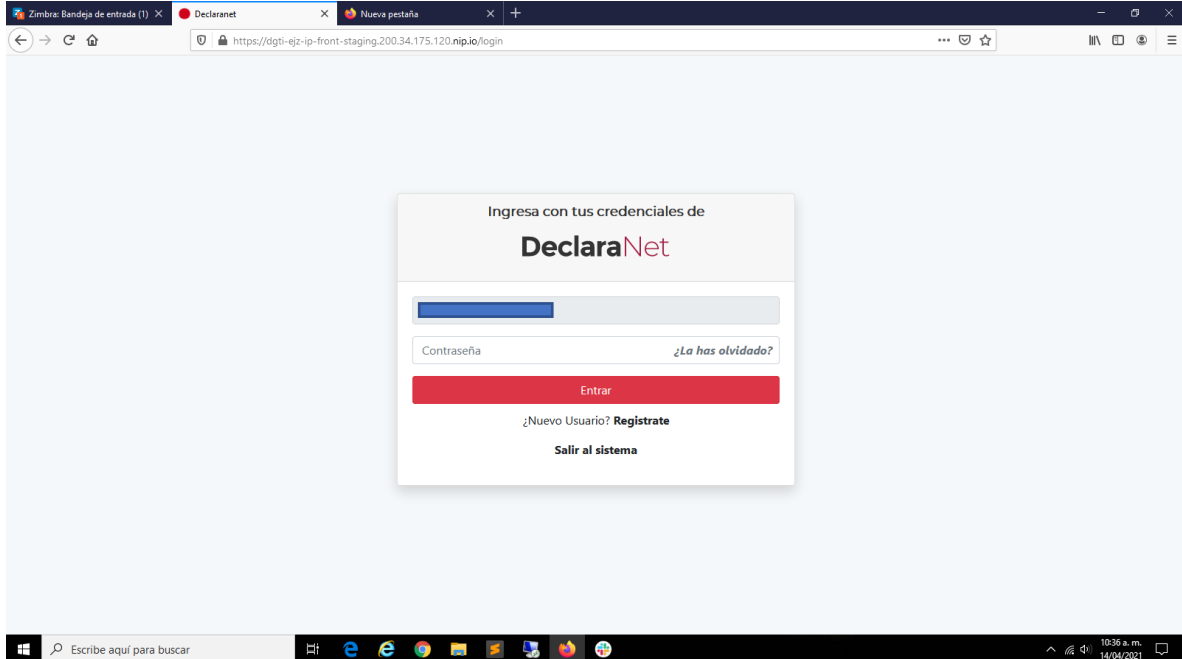 Zimbra: Bandeja de entrada (1)
Declaranet
Nueva pestaña
https://dgti-ejz-ip-front-staging.200.34.175.120.nip.io/login
Ingresa con tus credenciales de
DeclaraNet
Contraseña
¿La has olvidado?
Entrar
¿Nuevo Usuario? Registrate
Salir al sistema
Escribe aquí para buscar
10:36 a. m.
14/04/2021